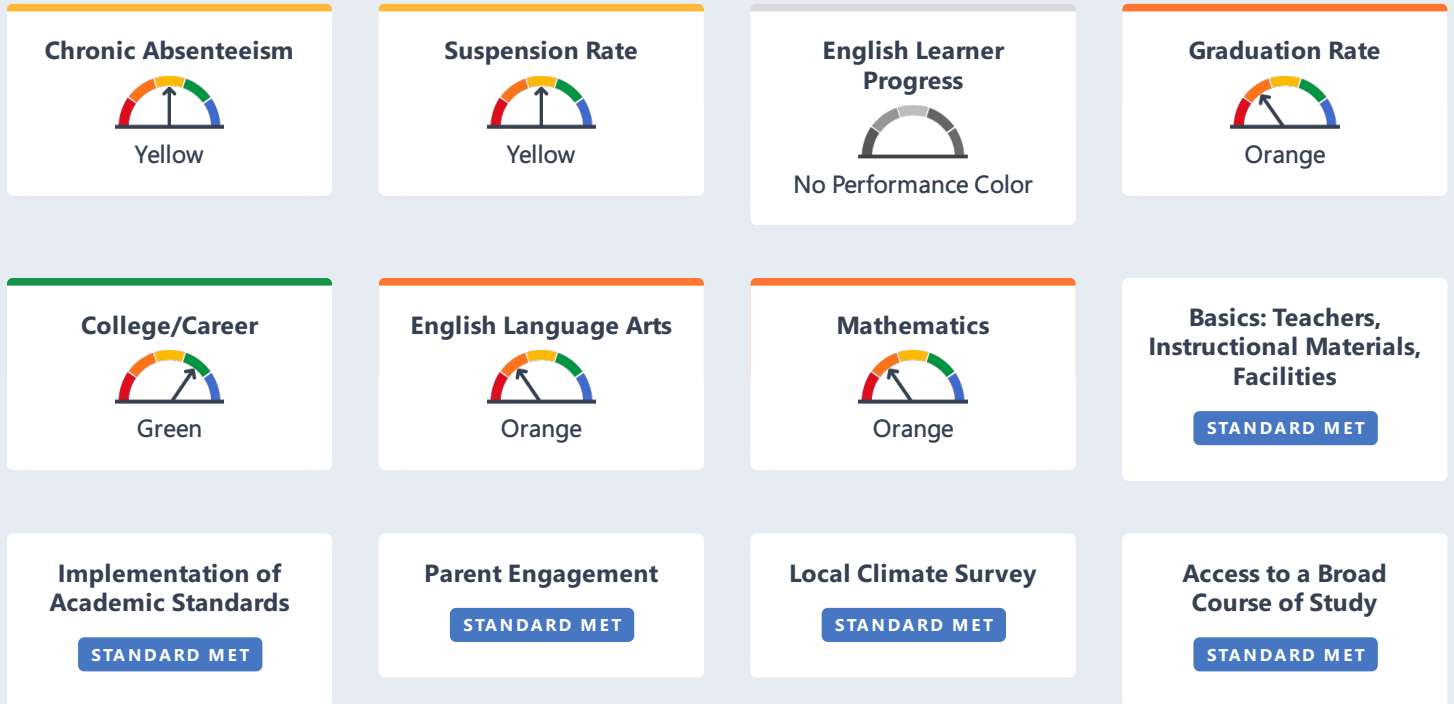 Chronic Absenteeism
Yellow
Suspension Rate
Yellow
English Learner
Progress
No Performance Color
Graduation Rate
Orange
College/Career
Green
English Language Arts
Orange
Mathematics
Orange
Basics: Teachers,
Instructional Materials,
Facilities
STANDARD MET
Implementation of
Academic Standards
STANDARD MET
Parent Engagement
STANDARD MET
Local Climate Survey
STANDARD MET
Access to a Broad
Course of Study
STANDARD MET